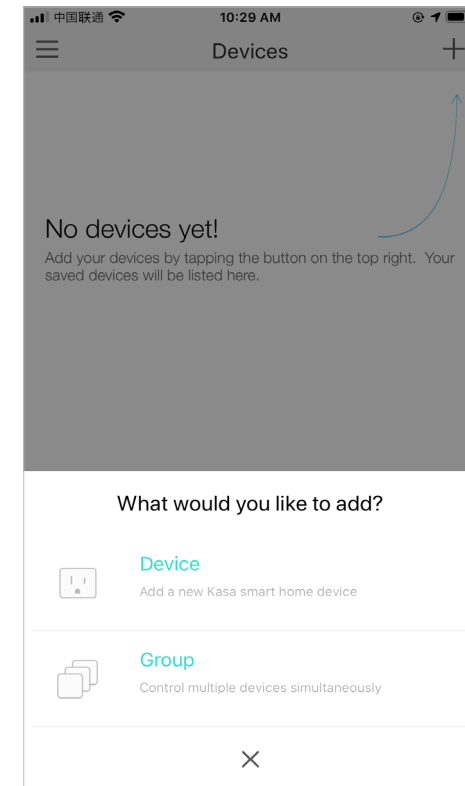 中国联通 10:29 AM
Devices
No devices yet!
Add your devices by tapping the button on the top right. Your
saved devices will be listed here.
What would you like to add?
Device
Add a new Kasa smart home device
Group
Control multiple devices simultaneously